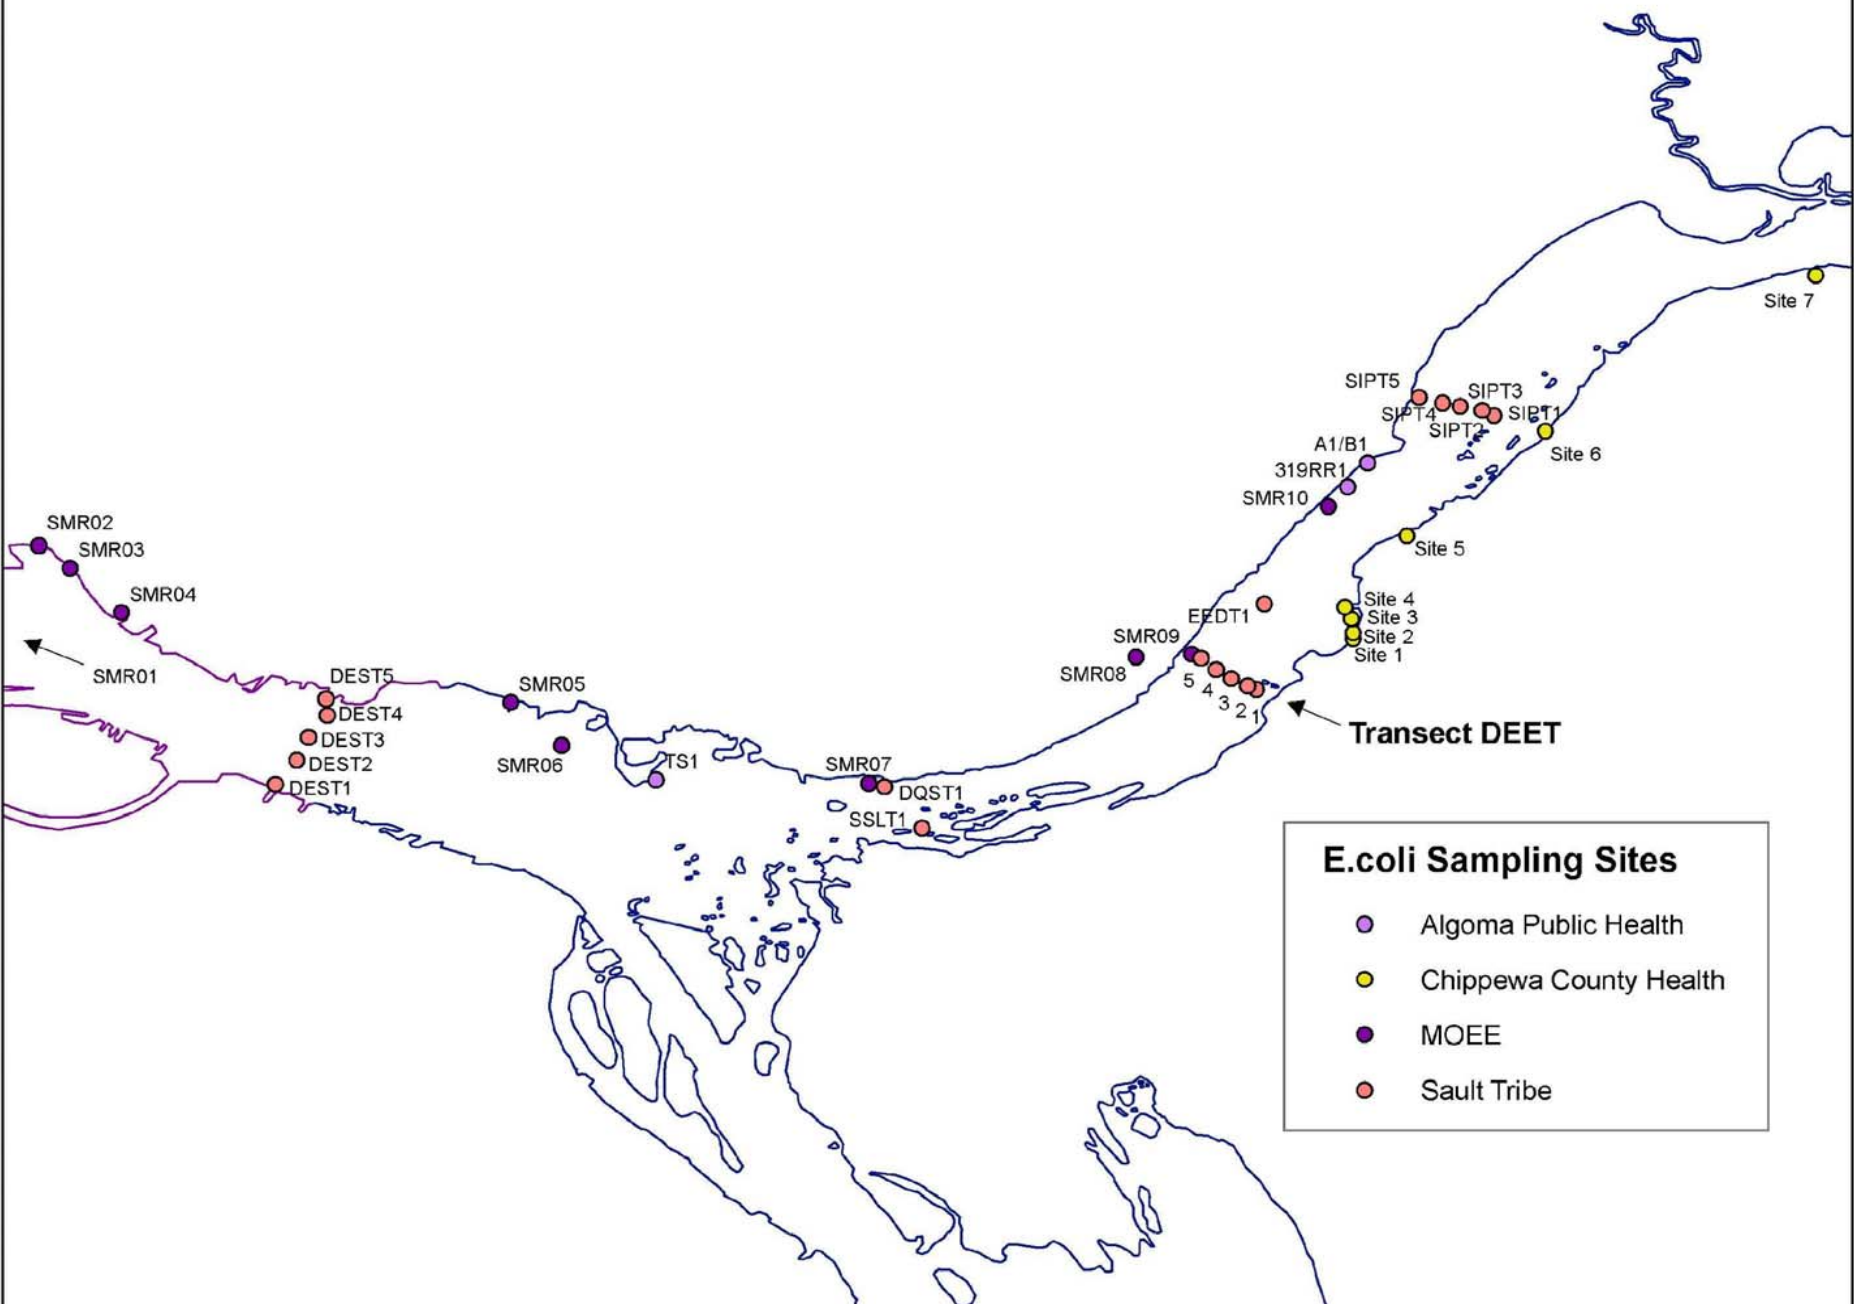 Site 7
SIPT5
SIPT3
SIPT4
SIPT1
SIPT2
A1/B1
Site 6
319RR1
SMR10
SMR02
SMR03
Site 5
SMR04
Site 4
EEDT1
Site 3
SMR09
Site 2
Site 1
SMR08
SMR01
DEST5
SMR05
5
4
3
2
1
DEST4
Transect DEET
DEST3
SMR06
TS1
SMR07
DEST2
DEST1
DQST1
SSLT1
E.coli Sampling Sites
Algoma Public Health
Chippewa County Health
MOEE
Sault Tribe